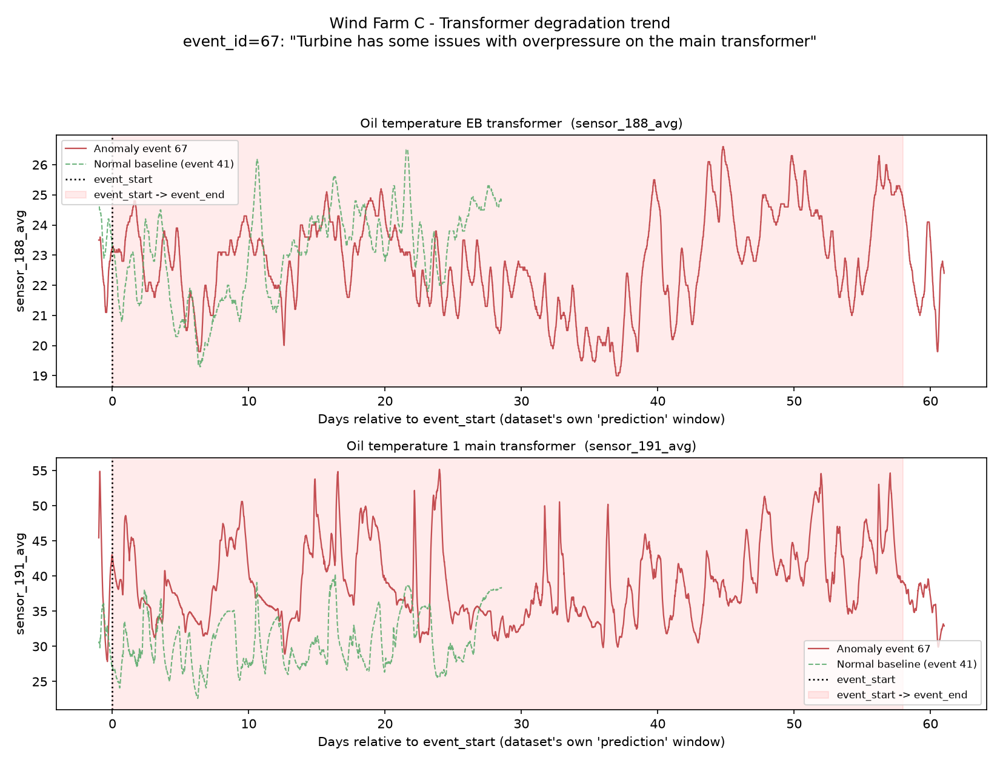 Wind Farm C - Transformer degradation trend
event_id=67: "Turbine has some issues with overpressure on the main transformer"
Oil temperature EB transformer  (sensor_188_avg)
Anomaly event 67
Normal baseline (event 41)
event_start
event_start -> event_end
sensor_188_avg
26
25
24
23
22
21
20
19
0 10 20 30 40 50 60
Days relative to event_start (dataset's own 'prediction' window)
Oil temperature 1 main transformer  (sensor_191_avg)
sensor_191_avg
55
50
45
40
35
30
25
Anomaly event 67
Normal baseline (event 41)
event_start
event_start -> event_end
0 10 20 30 40 50 60
Days relative to event_start (dataset's own 'prediction' window)